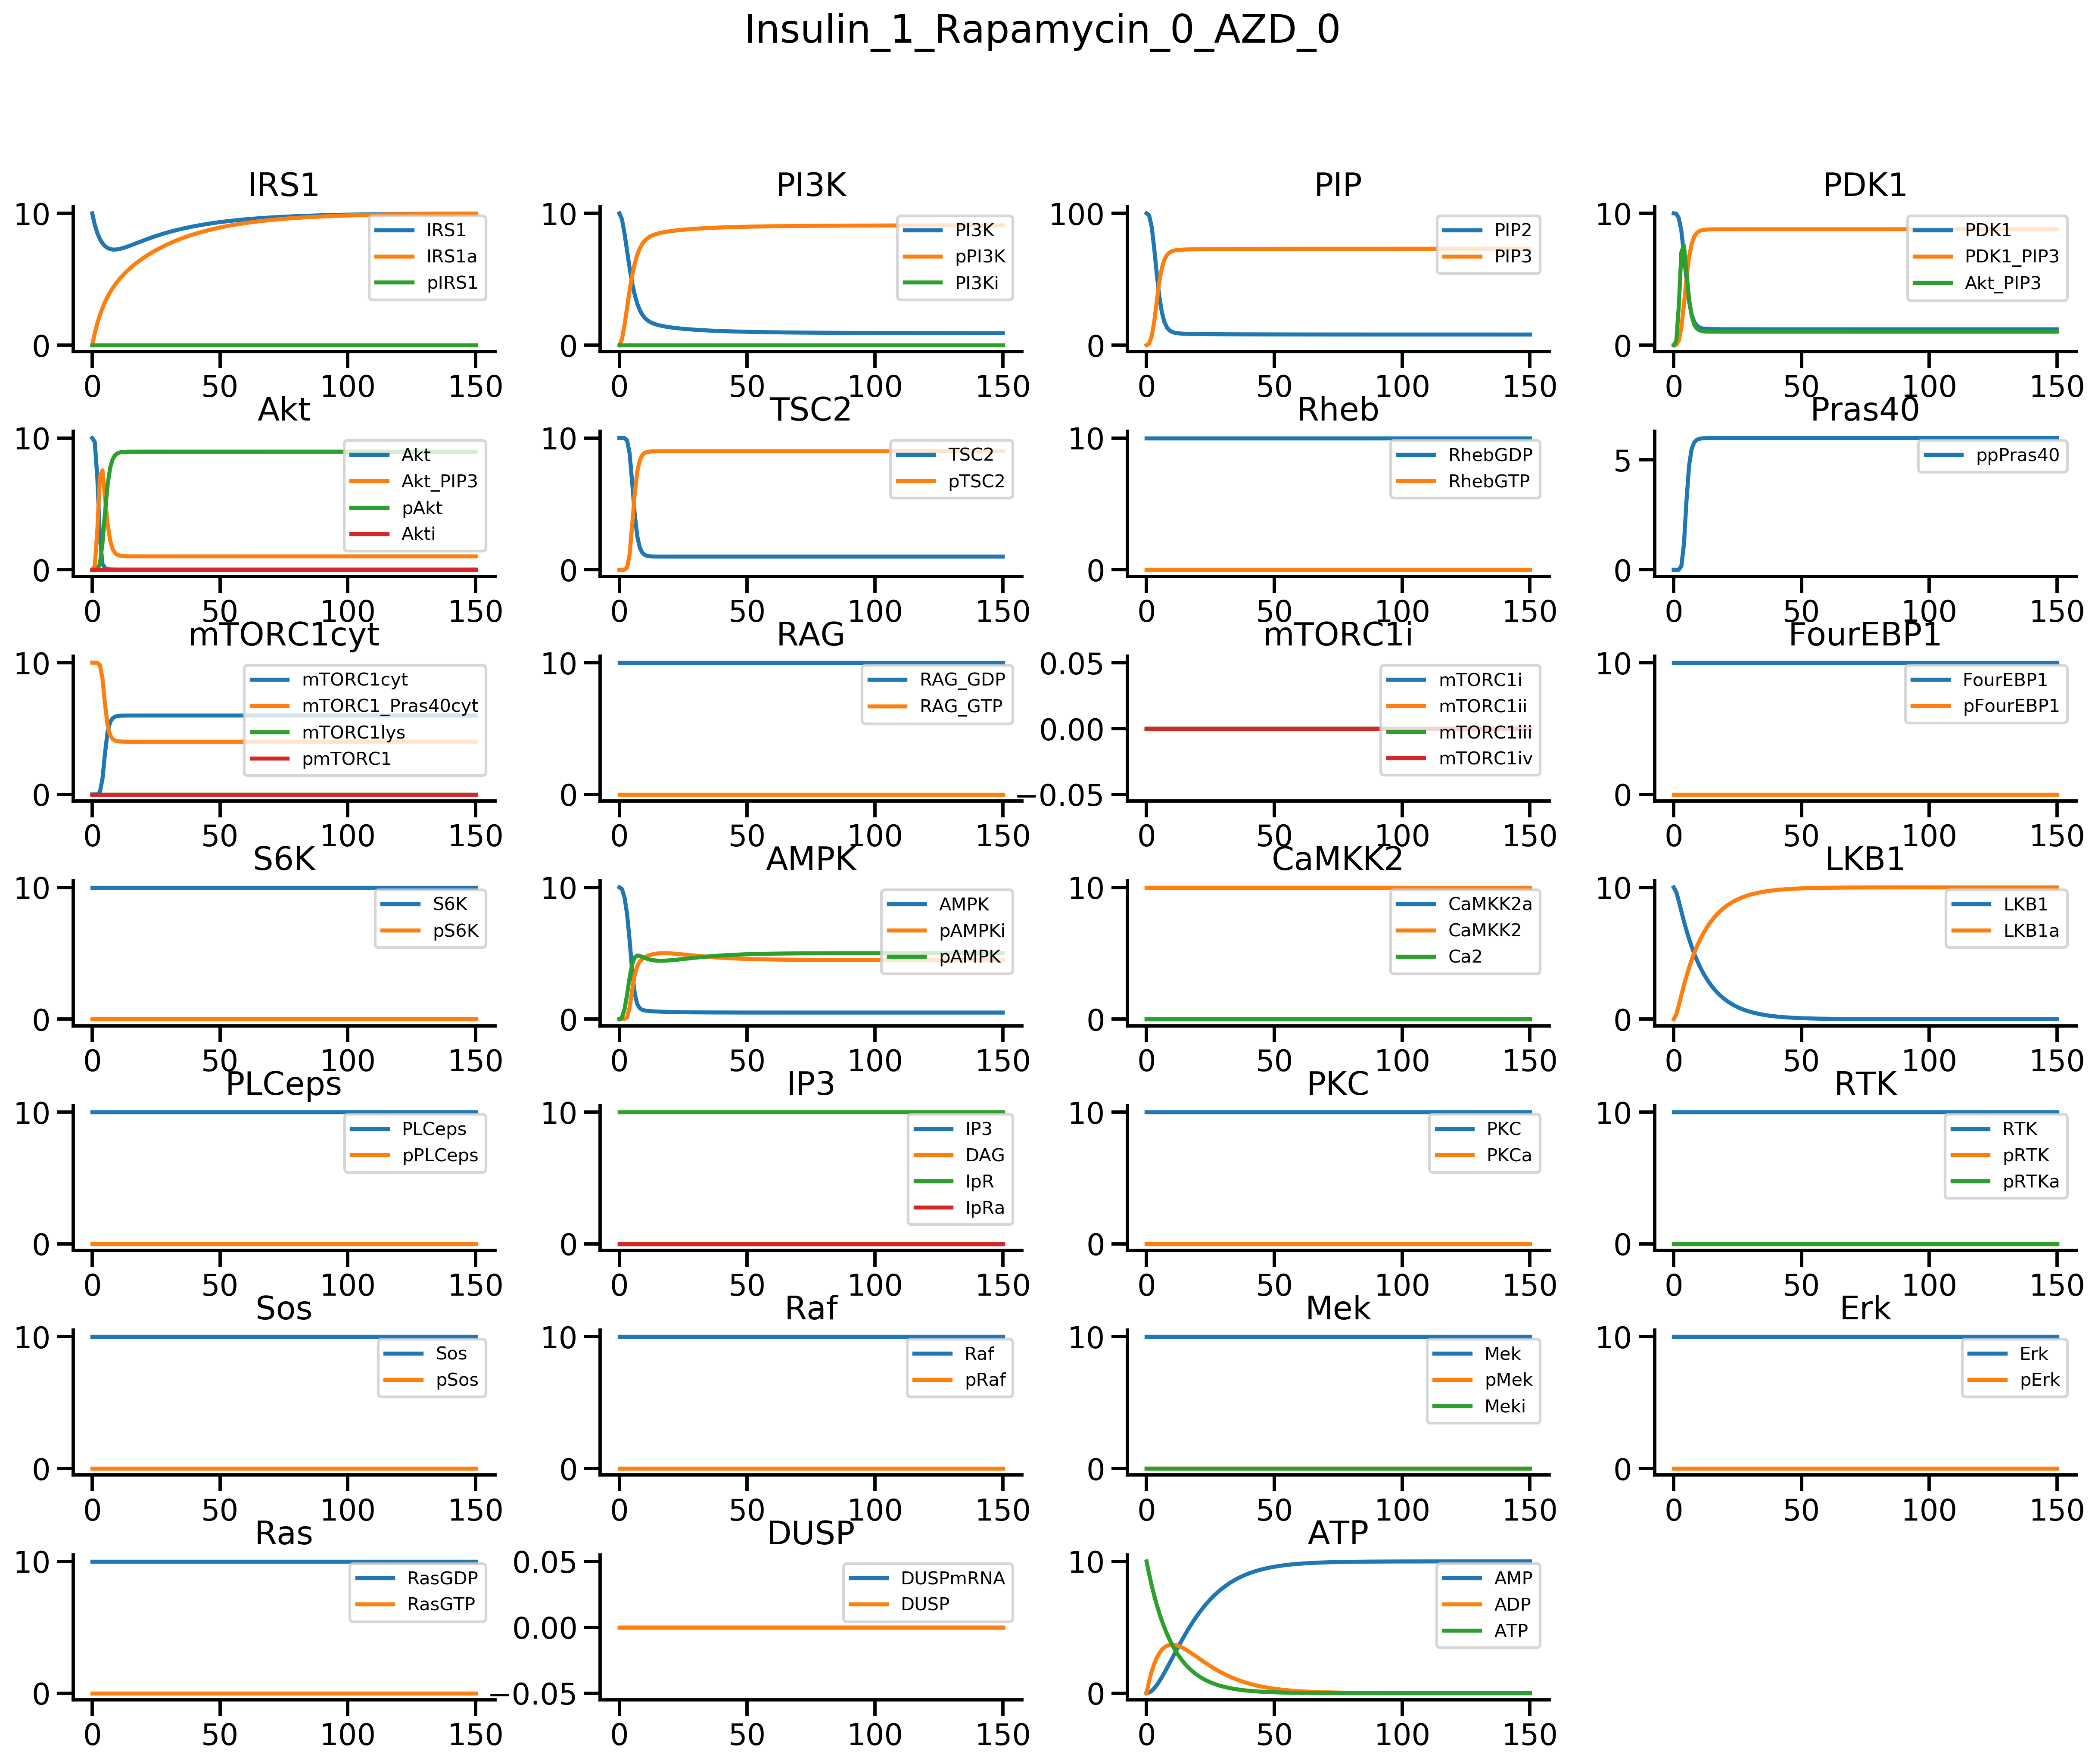 Insulin_1_Rapamycin_0_AZD_0
IRS1
10
0
0
50
100
150
IRS1
IRS1a
pIRS1
PI3K
10
0
0
50
100
150
PI3K
pPI3K
PI3Ki
PIP
100
0
0
50
100
150
PIP2
PIP3
PDK1
10
0
0
50
100
150
PDK1
PDK1_PIP3
Akt_PIP3
Akt
10
0
0
50
100
150
Akt
Akt_PIP3
pAkt
Akti
TSC2
10
0
0
50
100
150
TSC2
pTSC2
Rheb
10
0
0
50
100
150
RhebGDP
RhebGTP
Pras40
5
0
0
50
100
150
ppPras40
mTORC1cyt
10
0
0
50
100
150
mTORC1cyt
mTORC1_Pras40cyt
mTORC1lys
pmTORC1
RAG
10
0
0
50
100
150
RAG_GDP
RAG_GTP
mTORC1i
0.05
0.00
−0.05
0
50
100
150
mTORC1i
mTORC1ii
mTORC1iii
mTORC1iv
FourEBP1
10
0
0
50
100
150
FourEBP1
pFourEBP1
S6K
10
0
0
50
100
150
S6K
pS6K
AMPK
10
0
0
50
100
150
AMPK
pAMPKi
pAMPK
CaMKK2
10
0
0
50
100
150
CaMKK2a
CaMKK2
Ca2
LKB1
10
0
0
50
100
150
LKB1
LKB1a
PLCeps
10
0
0
50
100
150
PLCeps
pPLCeps
IP3
10
0
0
50
100
150
IP3
DAG
IpR
IpRa
PKC
10
0
0
50
100
150
PKC
PKCa
RTK
10
0
0
50
100
150
RTK
pRTK
pRTKa
Sos
10
0
0
50
100
150
Sos
pSos
Raf
10
0
0
50
100
150
Raf
pRaf
Mek
10
0
0
50
100
150
Mek
pMek
Meki
Erk
10
0
0
50
100
150
Erk
pErk
Ras
10
0
0
50
100
150
RasGDP
RasGTP
DUSP
0.05
0.00
−0.05
0
50
100
150
DUSPmRNA
DUSP
ATP
10
0
0
50
100
150
AMP
ADP
ATP